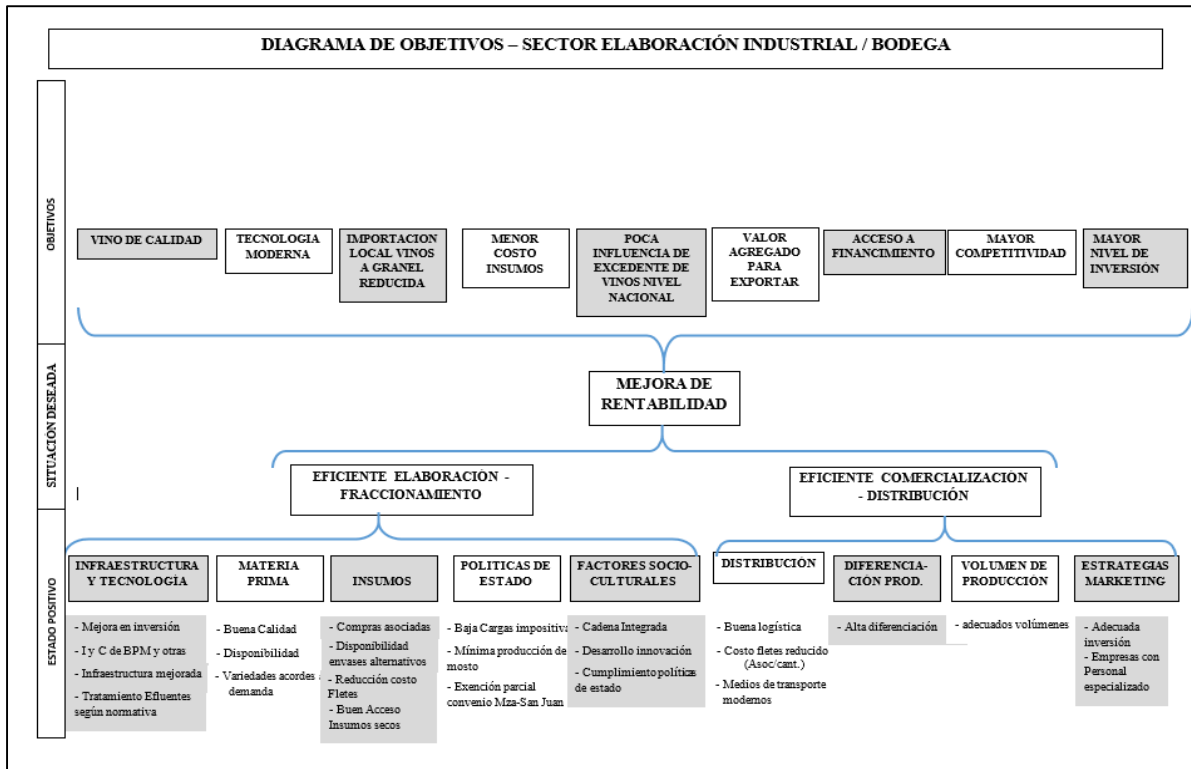 DIAGRAMA DE OBJETIVOS – SECTOR ELABORACIÓN INDUSTRIAL / BODEGA
OBJETIVOS
VINO DE CALIDAD
TECNOLOGIA
MODERNA
IMPORTACION
LOCAL VINOS
A GRANEL
REDUCIDA
MENOR
COSTO
INSUMOS
POCA
INFLUENCIA DE
EXCEDENTE DE
VINOS NIVEL
NACIONAL
VALOR
AGREGADO
PARA
EXPORTAR
ACCESO A
FINANCIMIENTO
MAYOR
COMPETITIVIDAD
MAYOR
NIVEL DE
INVERSIÓN
SITUACIÓN DESEADA
MEJORA DE
RENTABILIDAD
EFICIENTE ELABORACIÓN -
FRACCIONAMIENTO
EFICIENTE COMERCIALIZACIÓN
- DISTRIBUCIÓN
ESTADO POSITIVO
INFRAESTRUCTURA
Y TECNOLOGÌA
- Mejora en inversión
- I y C de BPM y otras
- Infraestructura mejorada
- Tratamiento Efluentes
según normativa
MATERIA
PRIMA
- Buena Calidad
- Disponibilidad
- Variedades acordes a
demanda
INSUMOS
- Compras asociadas
- Disponibilidad
envases alternativos
- Reducción costo
Fletes
- Buen Acceso
Insumos secos
POLITICAS DE
ESTADO
- Baja Cargas impositiva
- Mínima producción de
mosto
- Exención parcial
convenio Mza-San Juan
FACTORES SOCIO-
CULTURALES
- Cadena Integrada
- Desarrollo innovación
- Cumplimiento políticas
de estado
DISTRIBUCIÓN
- Buena logística
- Costo fletes reducido
(Asoc/cant.)
- Medios de transporte
modernos
DIFERENCIA-
CIÓN PROD.
- Alta diferenciación
VOLUMEN DE
PRODUCCIÓN
- adecuados volúmenes
ESTRATEGIAS
MARKETING
- Adecuada
inversión
- Empresas con
Personal
especializado